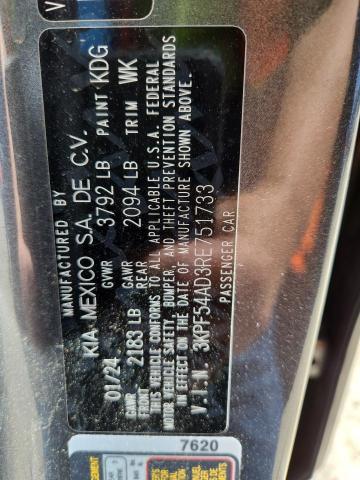 MANUFACTURED BY
KIA MEXICO S.A. DE C.V.
01/24 GVWR 3792 LB PAINT KDG
GAWR FRONT 2183 LB GAWR REAR 2094 LB TRIM WK
THIS VEHICLE CONFORMS TO ALL APPLICABLE U.S.A. FEDERAL
MOTOR VEHICLE SAFETY, BUMPER, AND THEFT PREVENTION STANDARDS
IN EFFECT ON THE DATE OF MANUFACTURE SHOWN ABOVE.
V.I.N. 3KPF54AD3RE751733
PASSENGER CAR
7620